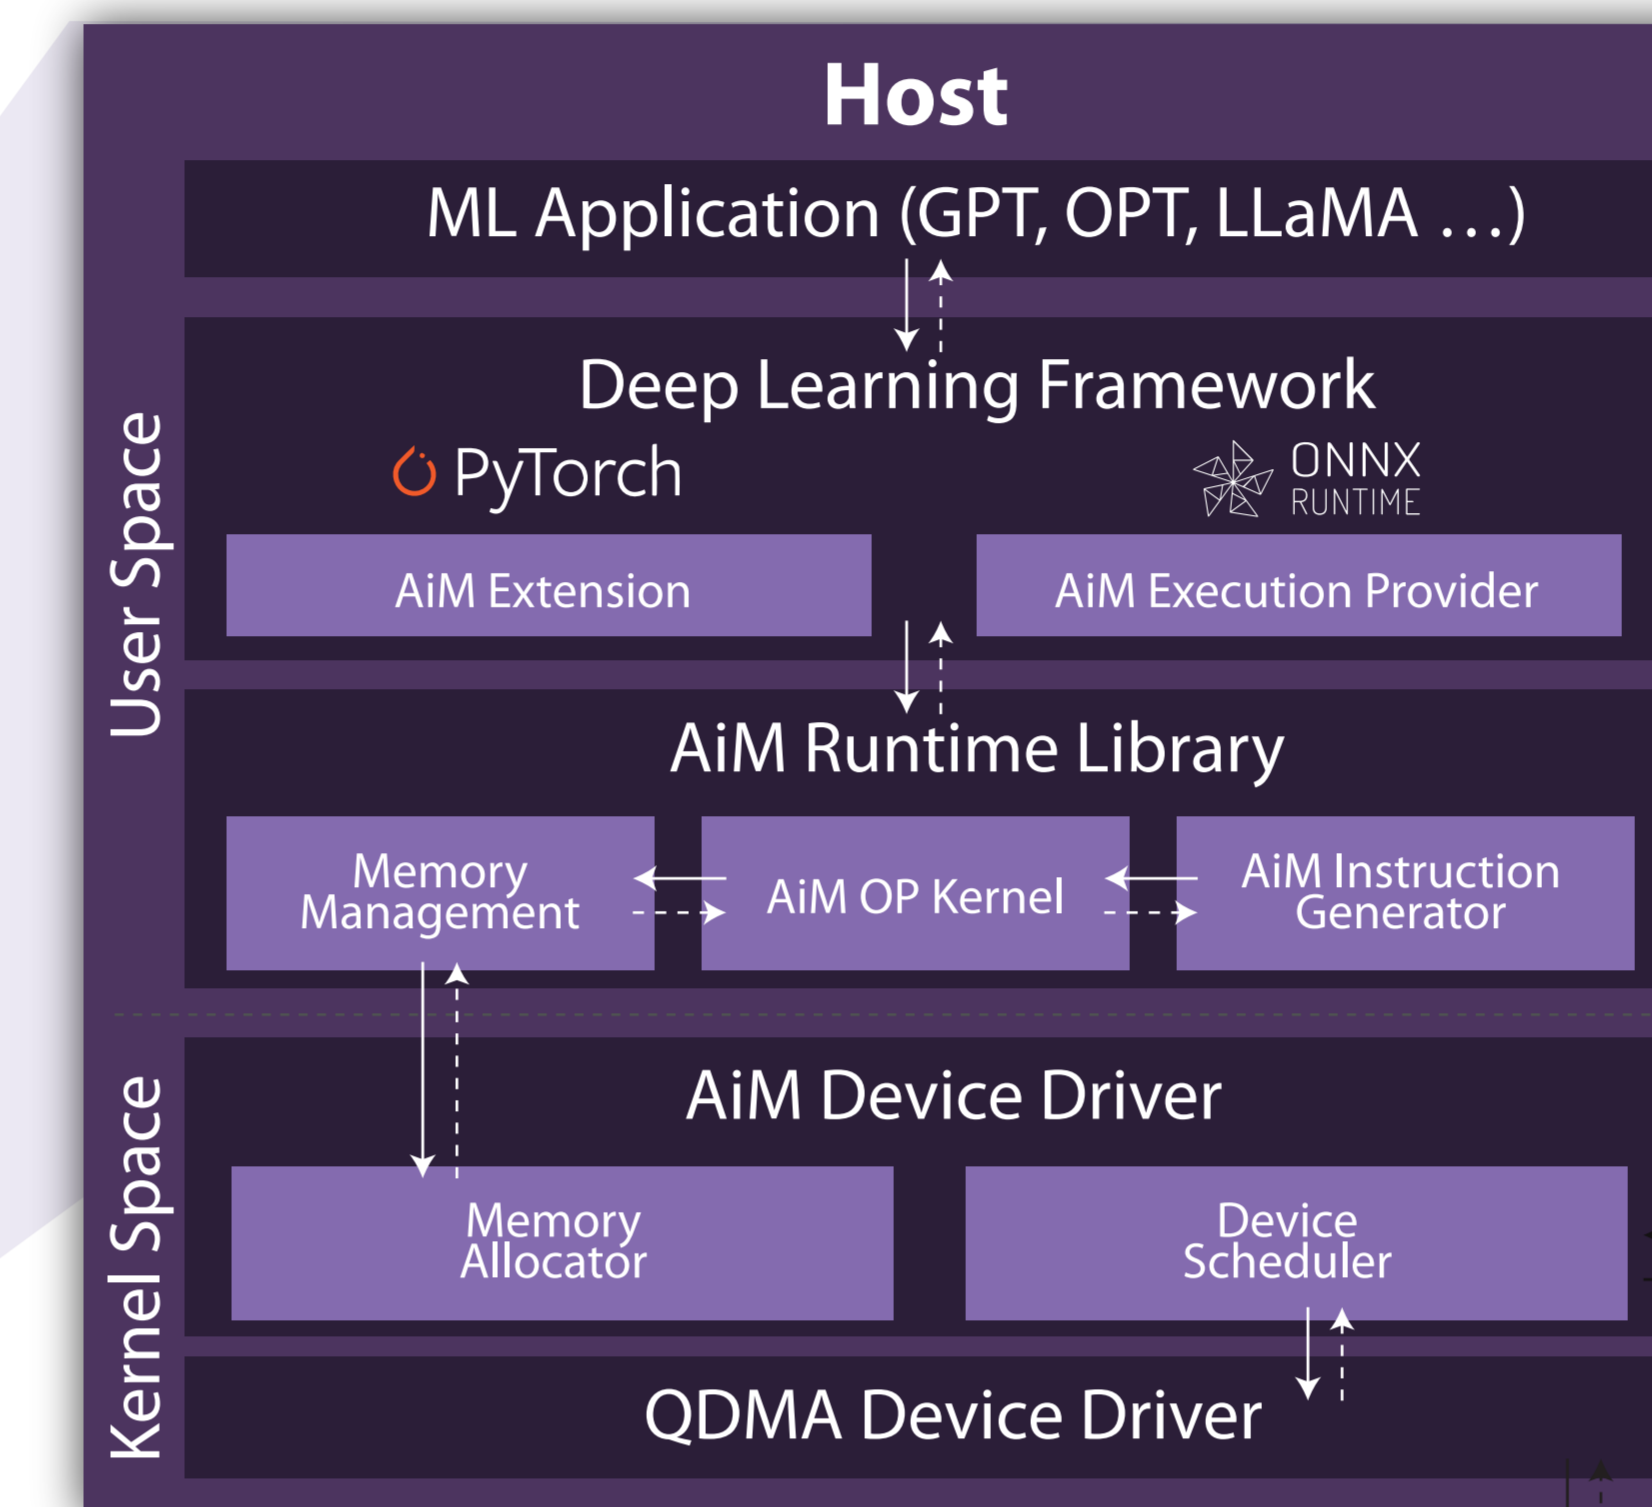 Host
ML Application (GPT, OPT, LLaMA …)
User Space
Deep Learning Framework
PyTorch
ONNX
RUNTIME
AiM Extension
AiM Execution Provider
AiM Runtime Library
Memory
Management
AiM OP Kernel
AiM Instruction
Generator
Kernel Space
AiM Device Driver
Memory
Allocator
Device
Scheduler
QDMA Device Driver